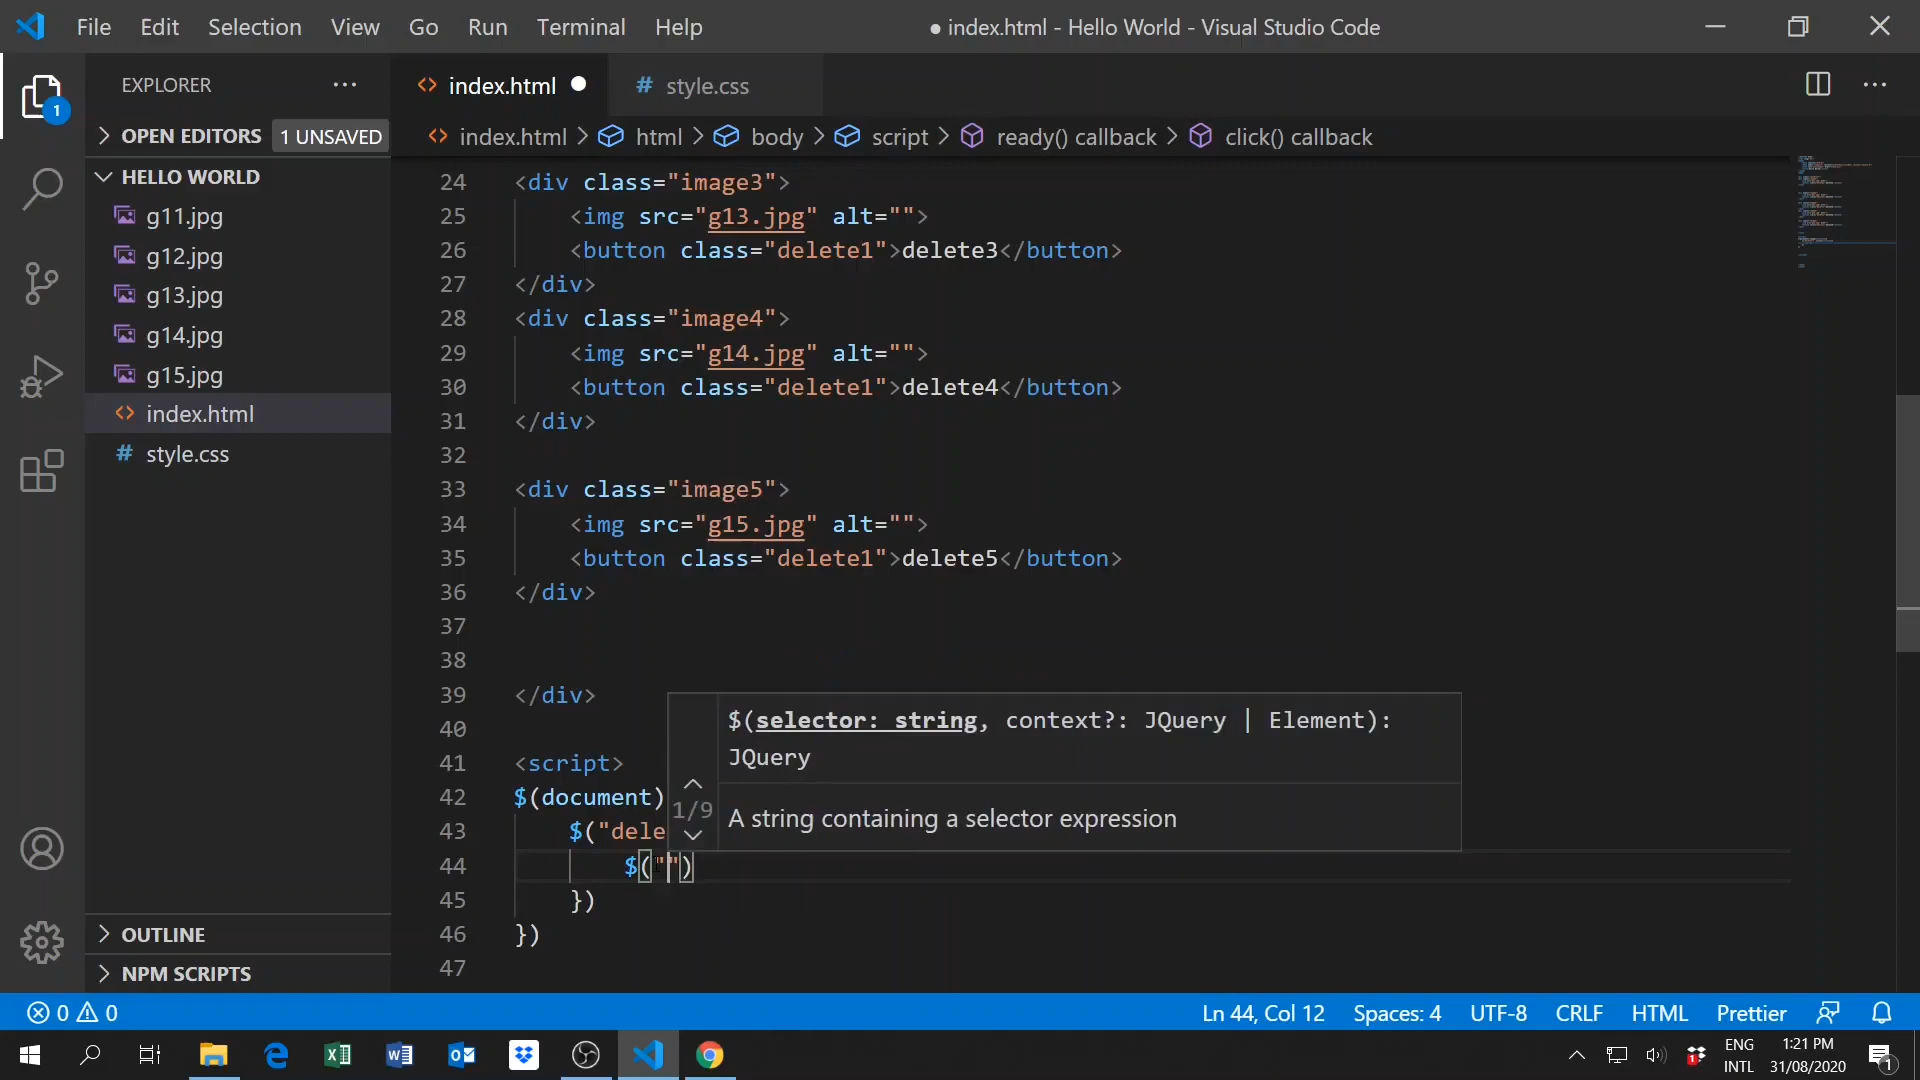 File Edit Selection View Go Run Terminal Help
● index.html - Hello World - Visual Studio Code
EXPLORER
index.html
# style.css
OPEN EDITORS 1 UNSAVED
index.html > html > body > script > ready() callback > click() callback
HELLO WORLD
g11.jpg
g12.jpg
g13.jpg
g14.jpg
g15.jpg
index.html
# style.css
OUTLINE
NPM SCRIPTS
1
24 <div class="image3">
25 <img src="g13.jpg" alt="">
26 <button class="delete1">delete3</button>
27 </div>
28 <div class="image4">
29 <img src="g14.jpg" alt="">
30 <button class="delete1">delete4</button>
31 </div>
32
33 <div class="image5">
34 <img src="g15.jpg" alt="">
35 <button class="delete1">delete5</button>
36 </div>
37
38
39 </div>
40
41 <script>
42 $(document)
43 $("dele
44 $("")
45 })
46 })
47
$(selector: string, context?: JQuery | Element):
JQuery
1/9
A string containing a selector expression
0 0
Ln 44, Col 12 Spaces: 4 UTF-8 CRLF HTML Prettier
ENG
INTL
1:21 PM
31/08/2020
1
1